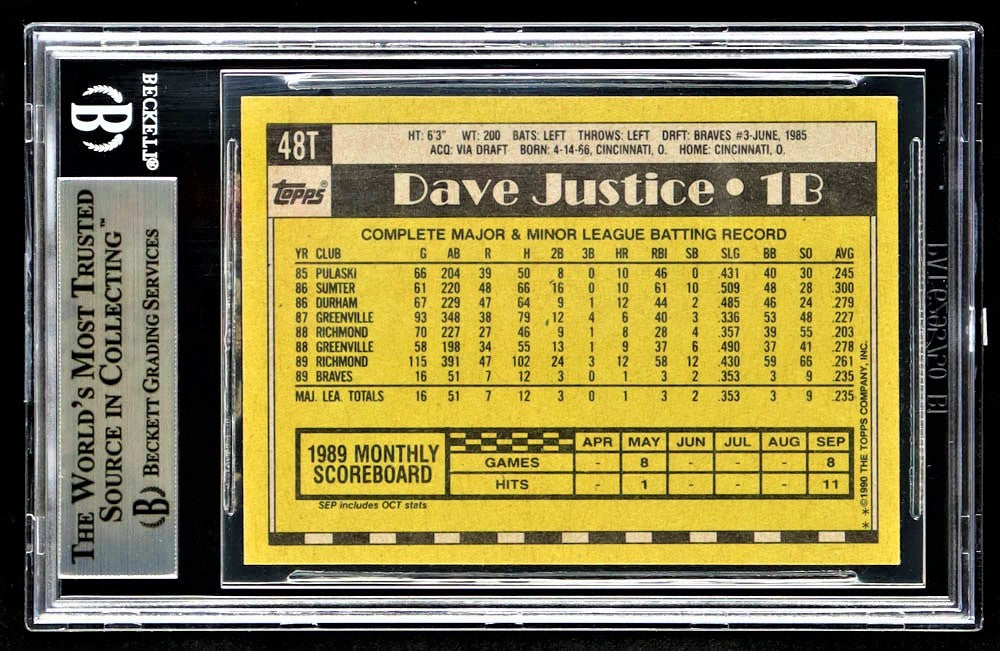 BECKETT®
THE WORLD'S MOST TRUSTED
SOURCE IN COLLECTING™
BECKETT GRADING SERVICES
48T
HT: 6'3" WT: 200 BATS: LEFT THROWS: LEFT DRFT: BRAVES #3-JUNE, 1985
ACQ: VIA DRAFT BORN: 4-14-66, CINCINNATI, O. HOME: CINCINNATI, O.
topps®
Dave Justice • 1B
COMPLETE MAJOR & MINOR LEAGUE BATTING RECORD
YR CLUB G AB R H 2B 3B HR RBI SB SLG BB SO AVG
85 PULASKI 66 204 39 50 8 0 10 46 0 .431 40 30 .245
86 SUMTER 61 220 48 66 16 0 10 61 10 .509 48 28 .300
86 DURHAM 67 229 47 64 9 1 12 44 2 .485 46 24 .279
87 GREENVILLE 93 348 38 79 12 4 6 40 3 .336 53 48 .227
88 RICHMOND 70 227 27 46 9 1 8 28 4 .357 39 55 .203
88 GREENVILLE 58 198 34 55 13 1 9 37 6 .490 37 41 .278
89 RICHMOND 115 391 47 102 24 3 12 58 12 .430 59 66 .261
89 BRAVES 16 51 7 12 3 0 1 3 2 .353 3 9 .235
MAJ. LEA. TOTALS 16 51 7 12 3 0 1 3 2 .353 3 9 .235
1989 MONTHLY
SCOREBOARD
APR MAY JUN JUL AUG SEP
GAMES - 8 - - - 8
HITS - 1 - - - 11
SEP includes OCT stats
* * ©1990 THE TOPPS COMPANY, INC.